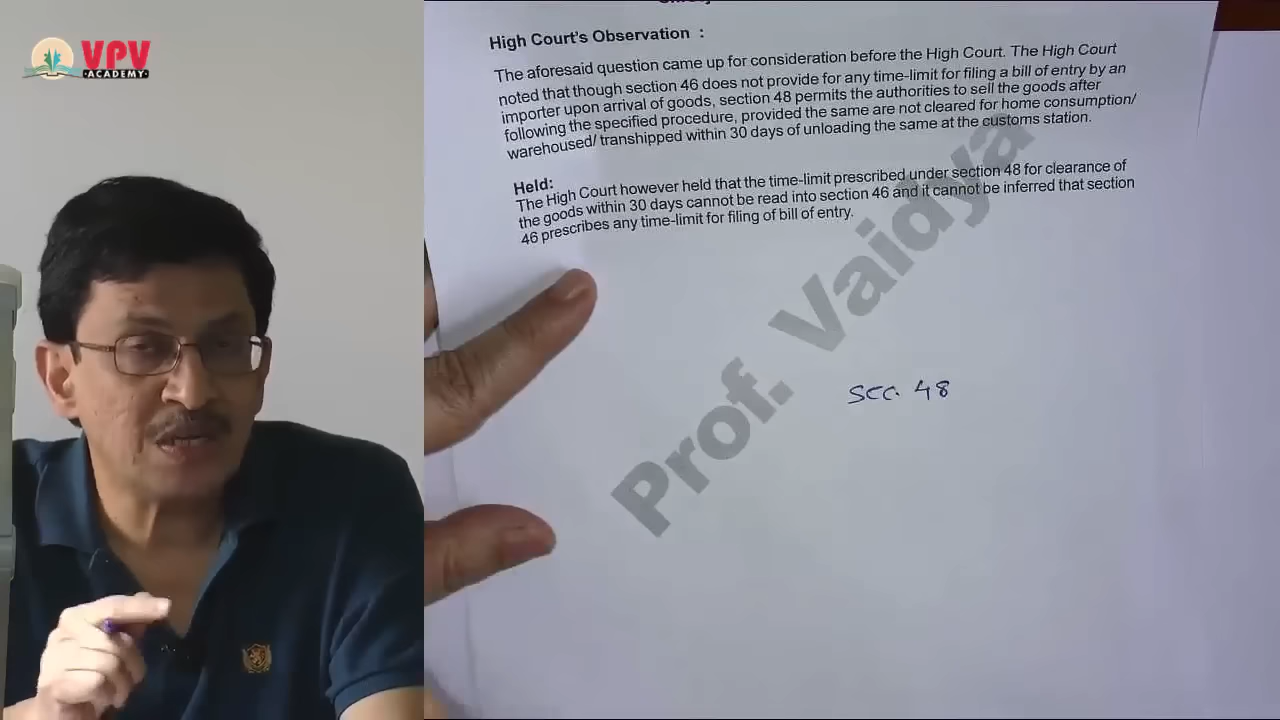 VPV
ACADEMY
High Court's Observation :
The aforesaid question came up for consideration before the High Court. The High Court
noted that though section 46 does not provide for any time-limit for filing a bill of entry by an
importer upon arrival of goods, section 48 permits the authorities to sell the goods after
following the specified procedure, provided the same are not cleared for home consumption/
warehoused/ transhipped within 30 days of unloading the same at the customs station.
Held:
The High Court however held that the time-limit prescribed under section 48 for clearance of
the goods within 30 days cannot be read into section 46 and it cannot be inferred that section
46 prescribes any time-limit for filing of bill of entry.
Prof. Vaidya
SEC. 48